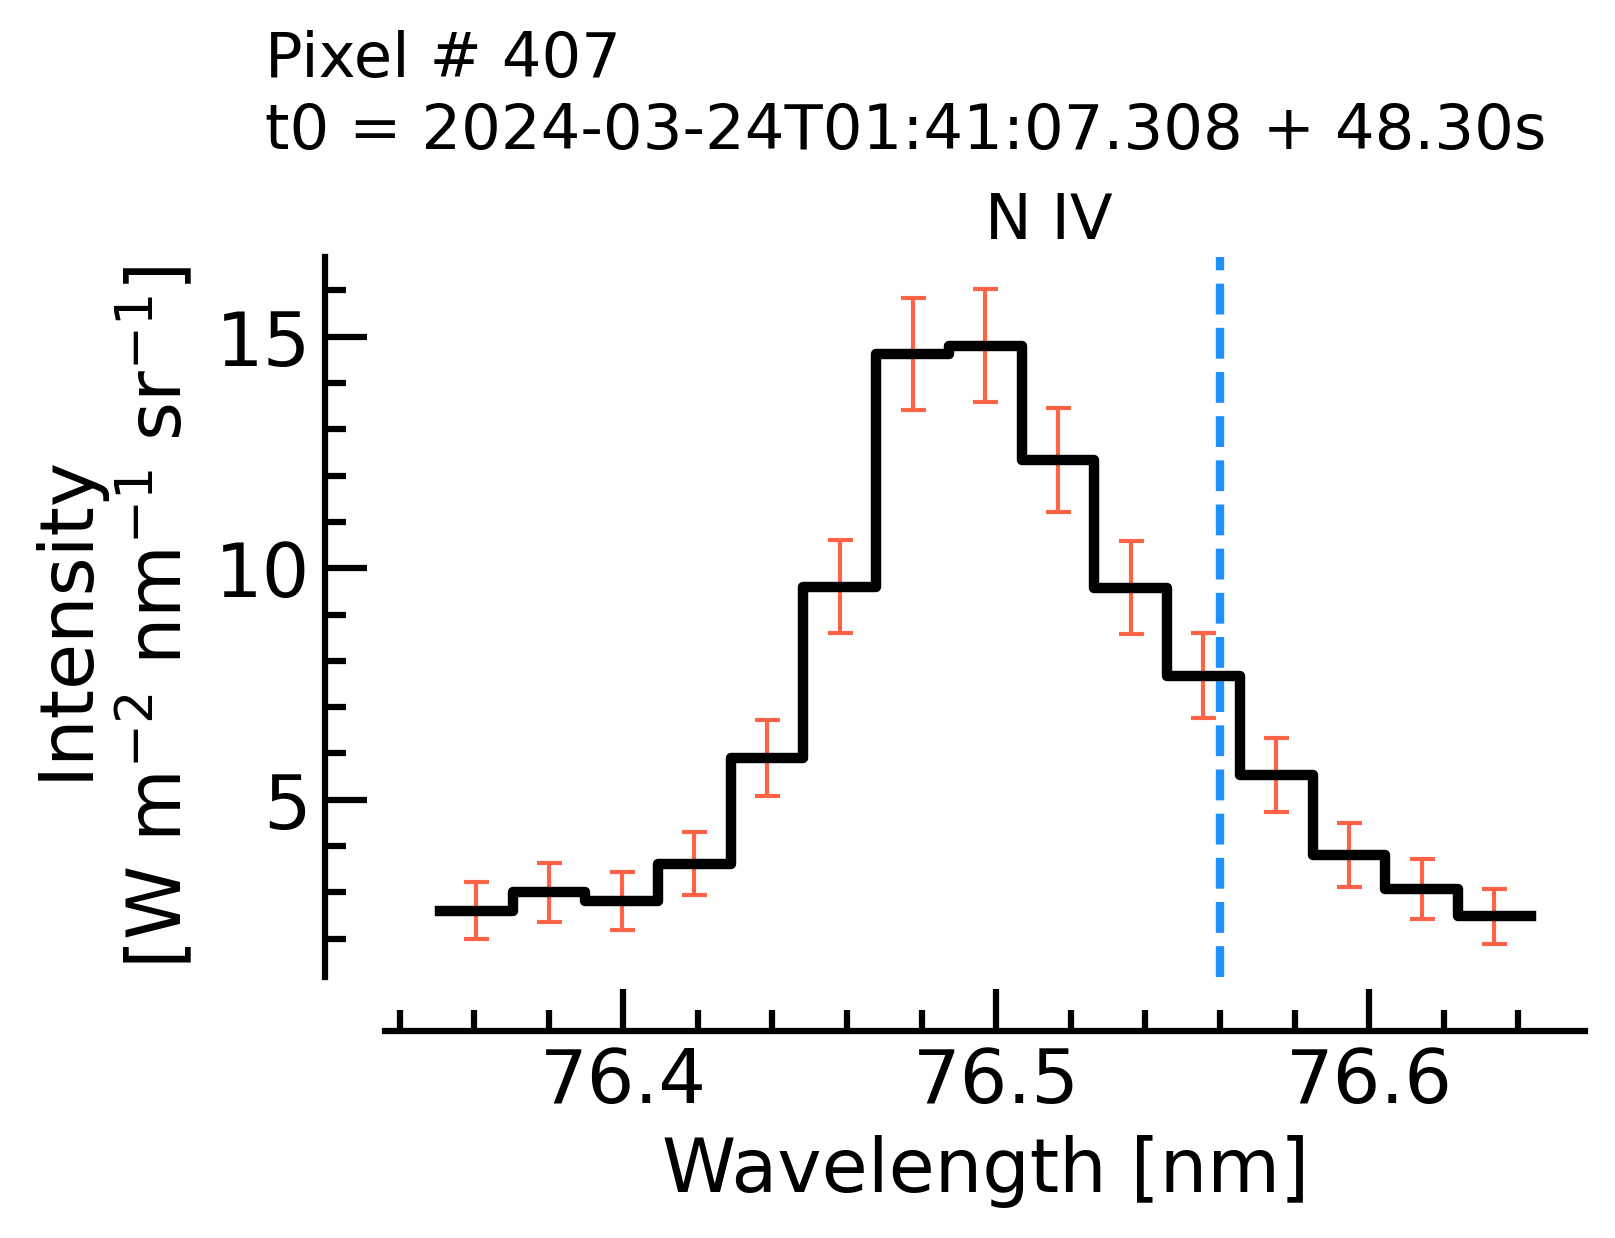 Pixel # 407
t0 = 2024-03-24T01:41:07.308 + 48.30s
N IV
Intensity
[W m⁻² nm⁻¹ sr⁻¹]
15
10
5
76.4 76.5 76.6
Wavelength [nm]